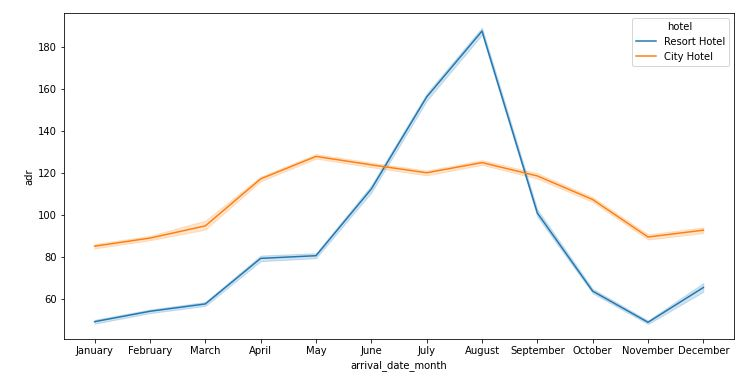 hotel
Resort Hotel
City Hotel
180
160
140
120
100
80
60
adr
January February March April May June July August September October November December
arrival_date_month